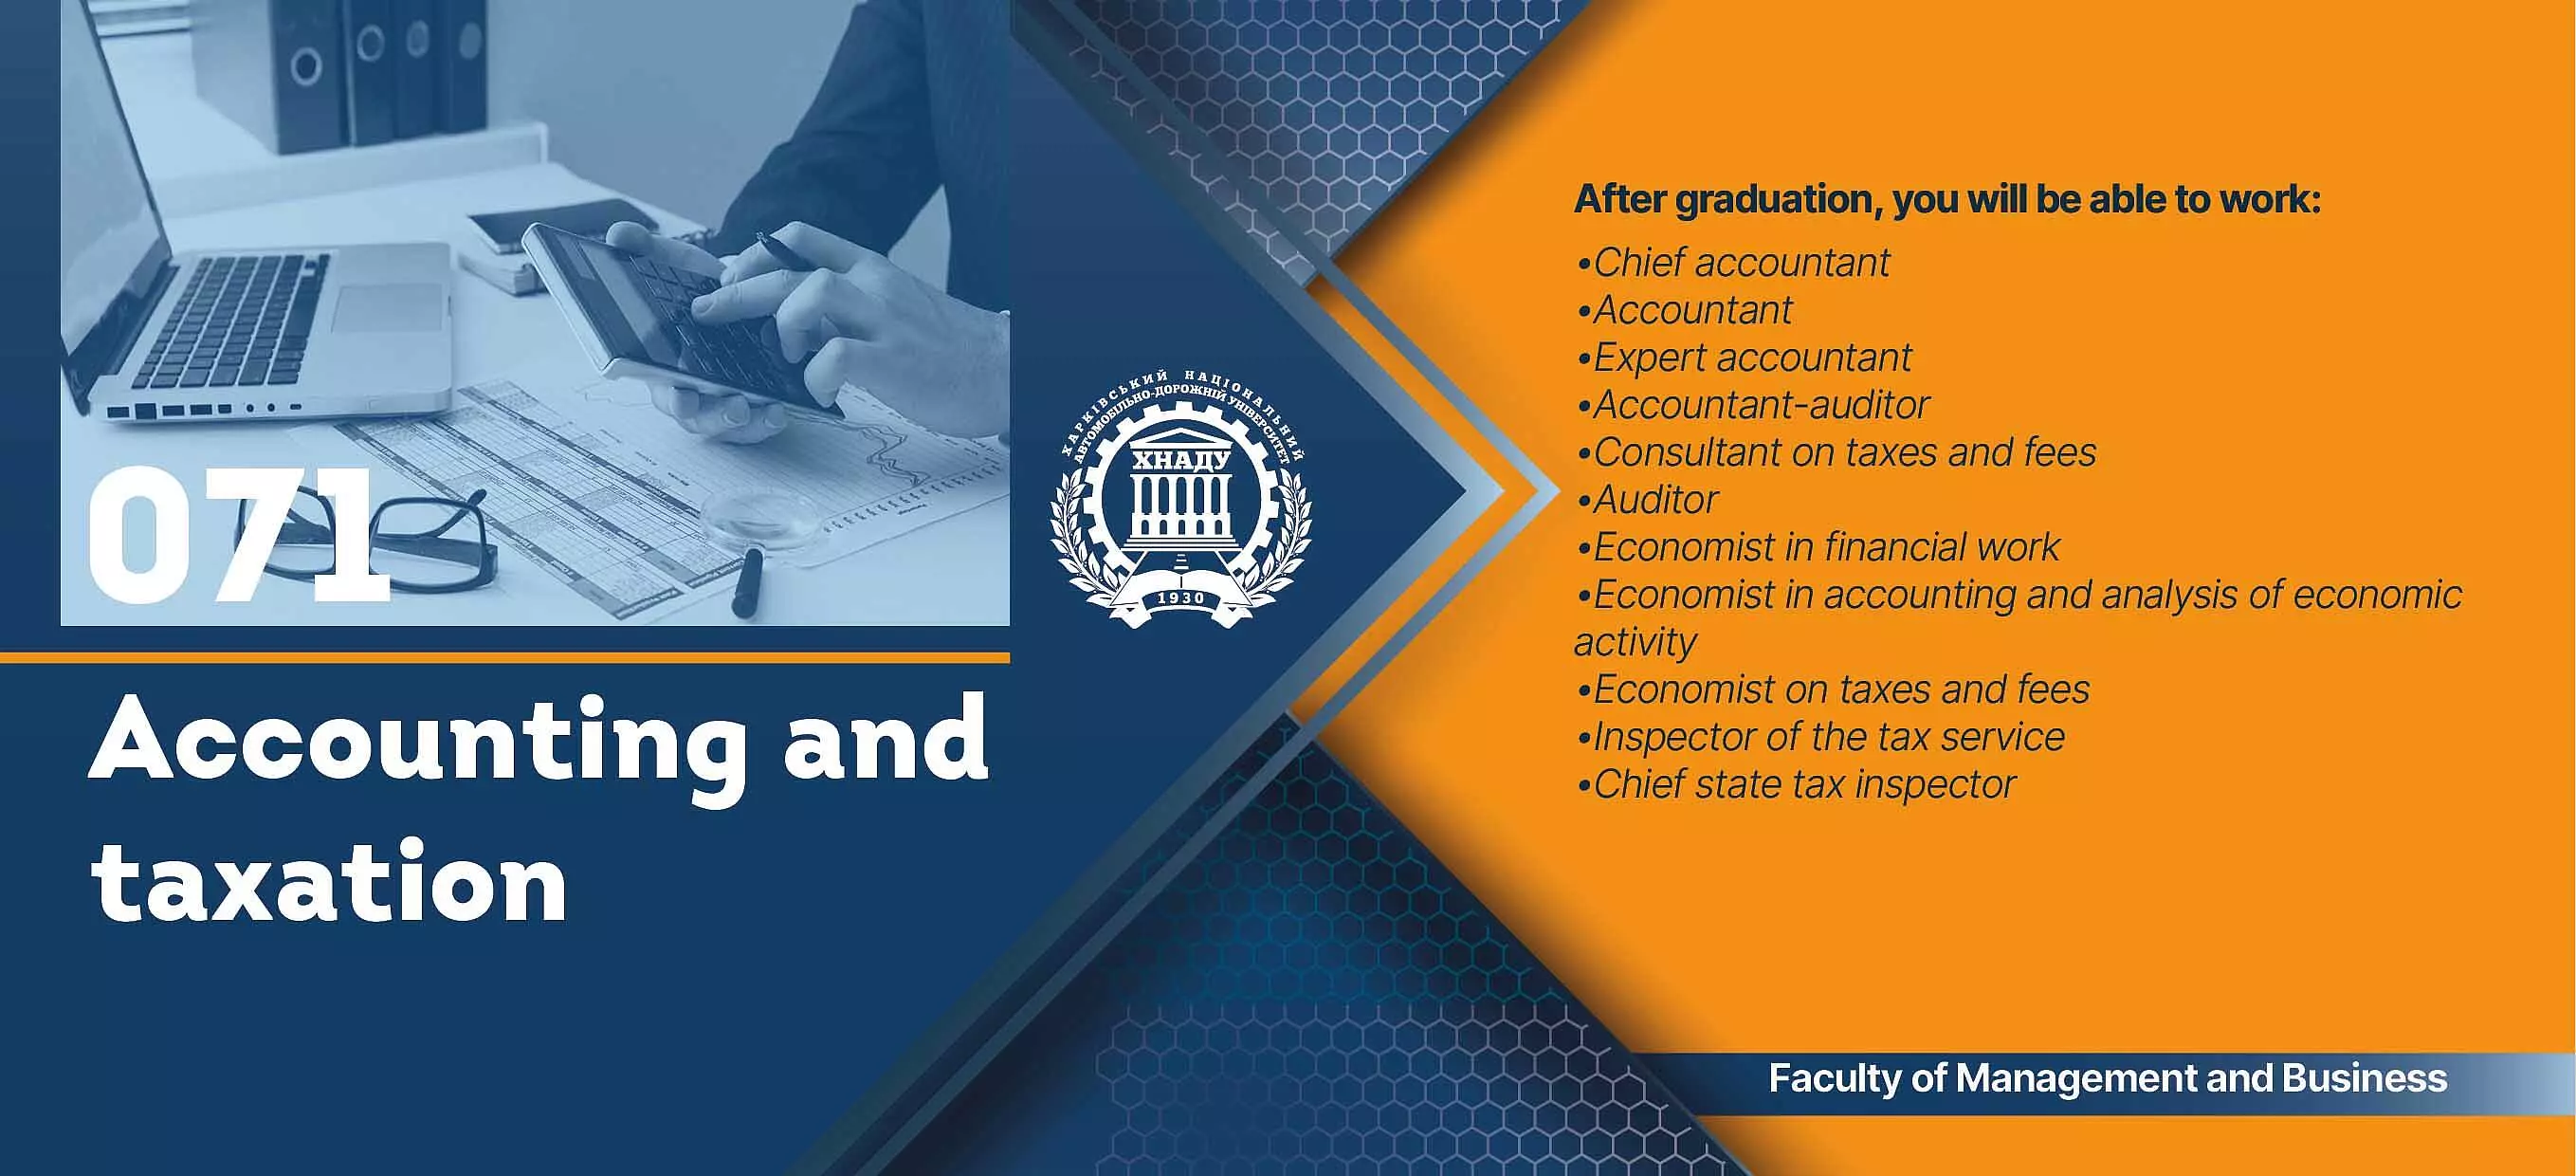 071
Accounting and
taxation
ХАРКІВСЬКИЙ НАЦІОНАЛЬНИЙ
АВТОМОБІЛЬНО-ДОРОЖНІЙ УНІВЕРСИТЕТ
ХНАДУ
1930
After graduation, you will be able to work:
•Chief accountant
•Accountant
•Expert accountant
•Accountant-auditor
•Consultant on taxes and fees
•Auditor
•Economist in financial work
•Economist in accounting and analysis of economic
activity
•Economist on taxes and fees
•Inspector of the tax service
•Chief state tax inspector
Faculty of Management and Business